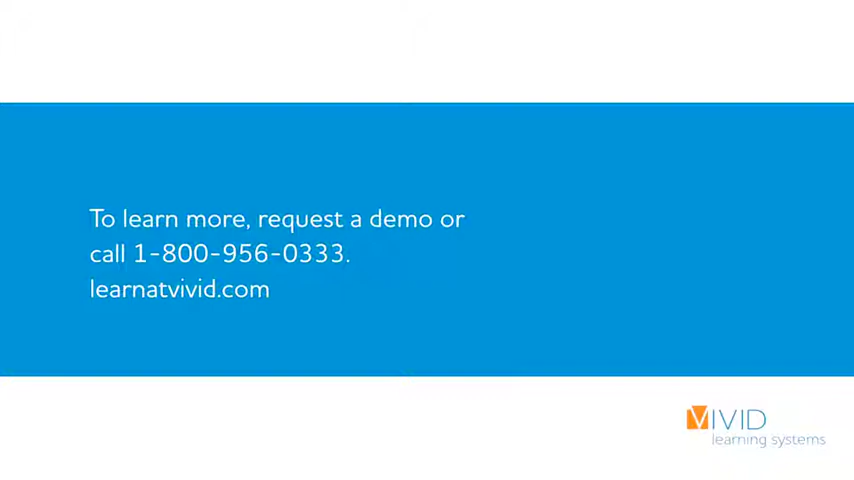 To learn more, request a demo or
call 1-800-956-0333.
learnatvivid.com
VIVID
learning systems